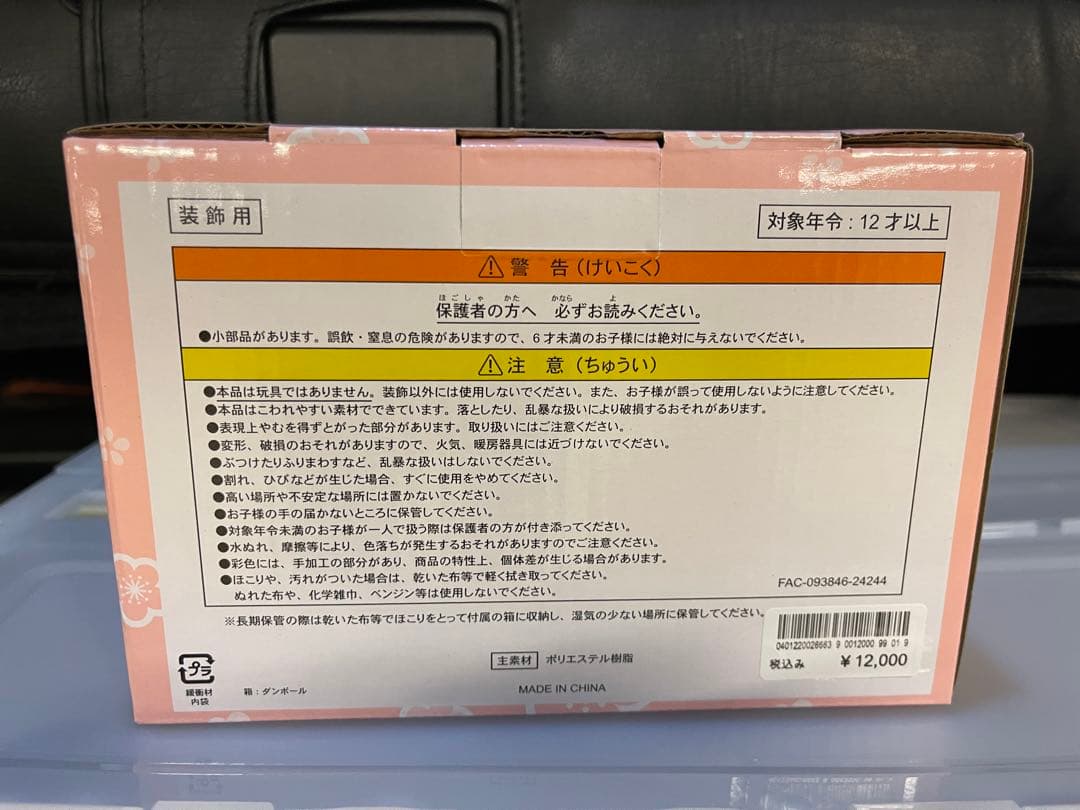 装飾用
対象年令：12才以上
⚠警 告（けいこく）
ほごしゃ かた かなら よ
保護者の方へ 必ずお読みください。
●小部品があります。誤飲・窒息の危険がありますので、6才未満のお子様には絶対に与えないでください。
⚠注 意（ちゅうい）
●本品は玩具ではありません。装飾以外には使用しないでください。また、お子様が誤って使用しないように注意してください。
●本品はこわれやすい素材でできています。落としたり、乱暴な扱いにより破損するおそれがあります。
●表現上やむを得ずとがった部分があります。取り扱いにはご注意ください。
●変形、破損のおそれがありますので、火気、暖房器具には近づけないでください。
●ぶつけたりふりまわすなど、乱暴な扱いはしないでください。
●割れ、ひびなどが生じた場合、すぐに使用をやめてください。
●高い場所や不安定な場所には置かないでください。
●お子様の手の届かないところに保管してください。
●対象年令未満のお子様が一人で扱う際は保護者の方が付き添ってください。
●水ぬれ、摩擦等により、色落ちが発生するおそれがありますのでご注意ください。
●彩色には、手加工の部分があり、商品の特性上、個体差が生じる場合があります。
●ほこりや、汚れがついた場合は、乾いた布等で軽く拭き取ってください。
ぬれた布や、化学雑巾、ベンジン等は使用しないでください。
FAC-093846-24244
※長期保管の際は乾いた布等でほこりをとって付属の箱に収納し、湿気の少ない場所に保管してください。
0401220026663 9 0012000 99 01 9
税込み ￥12,000
プラ
緩衝材
内袋
箱：ダンボール
主素材 ポリエステル樹脂
MADE IN CHINA